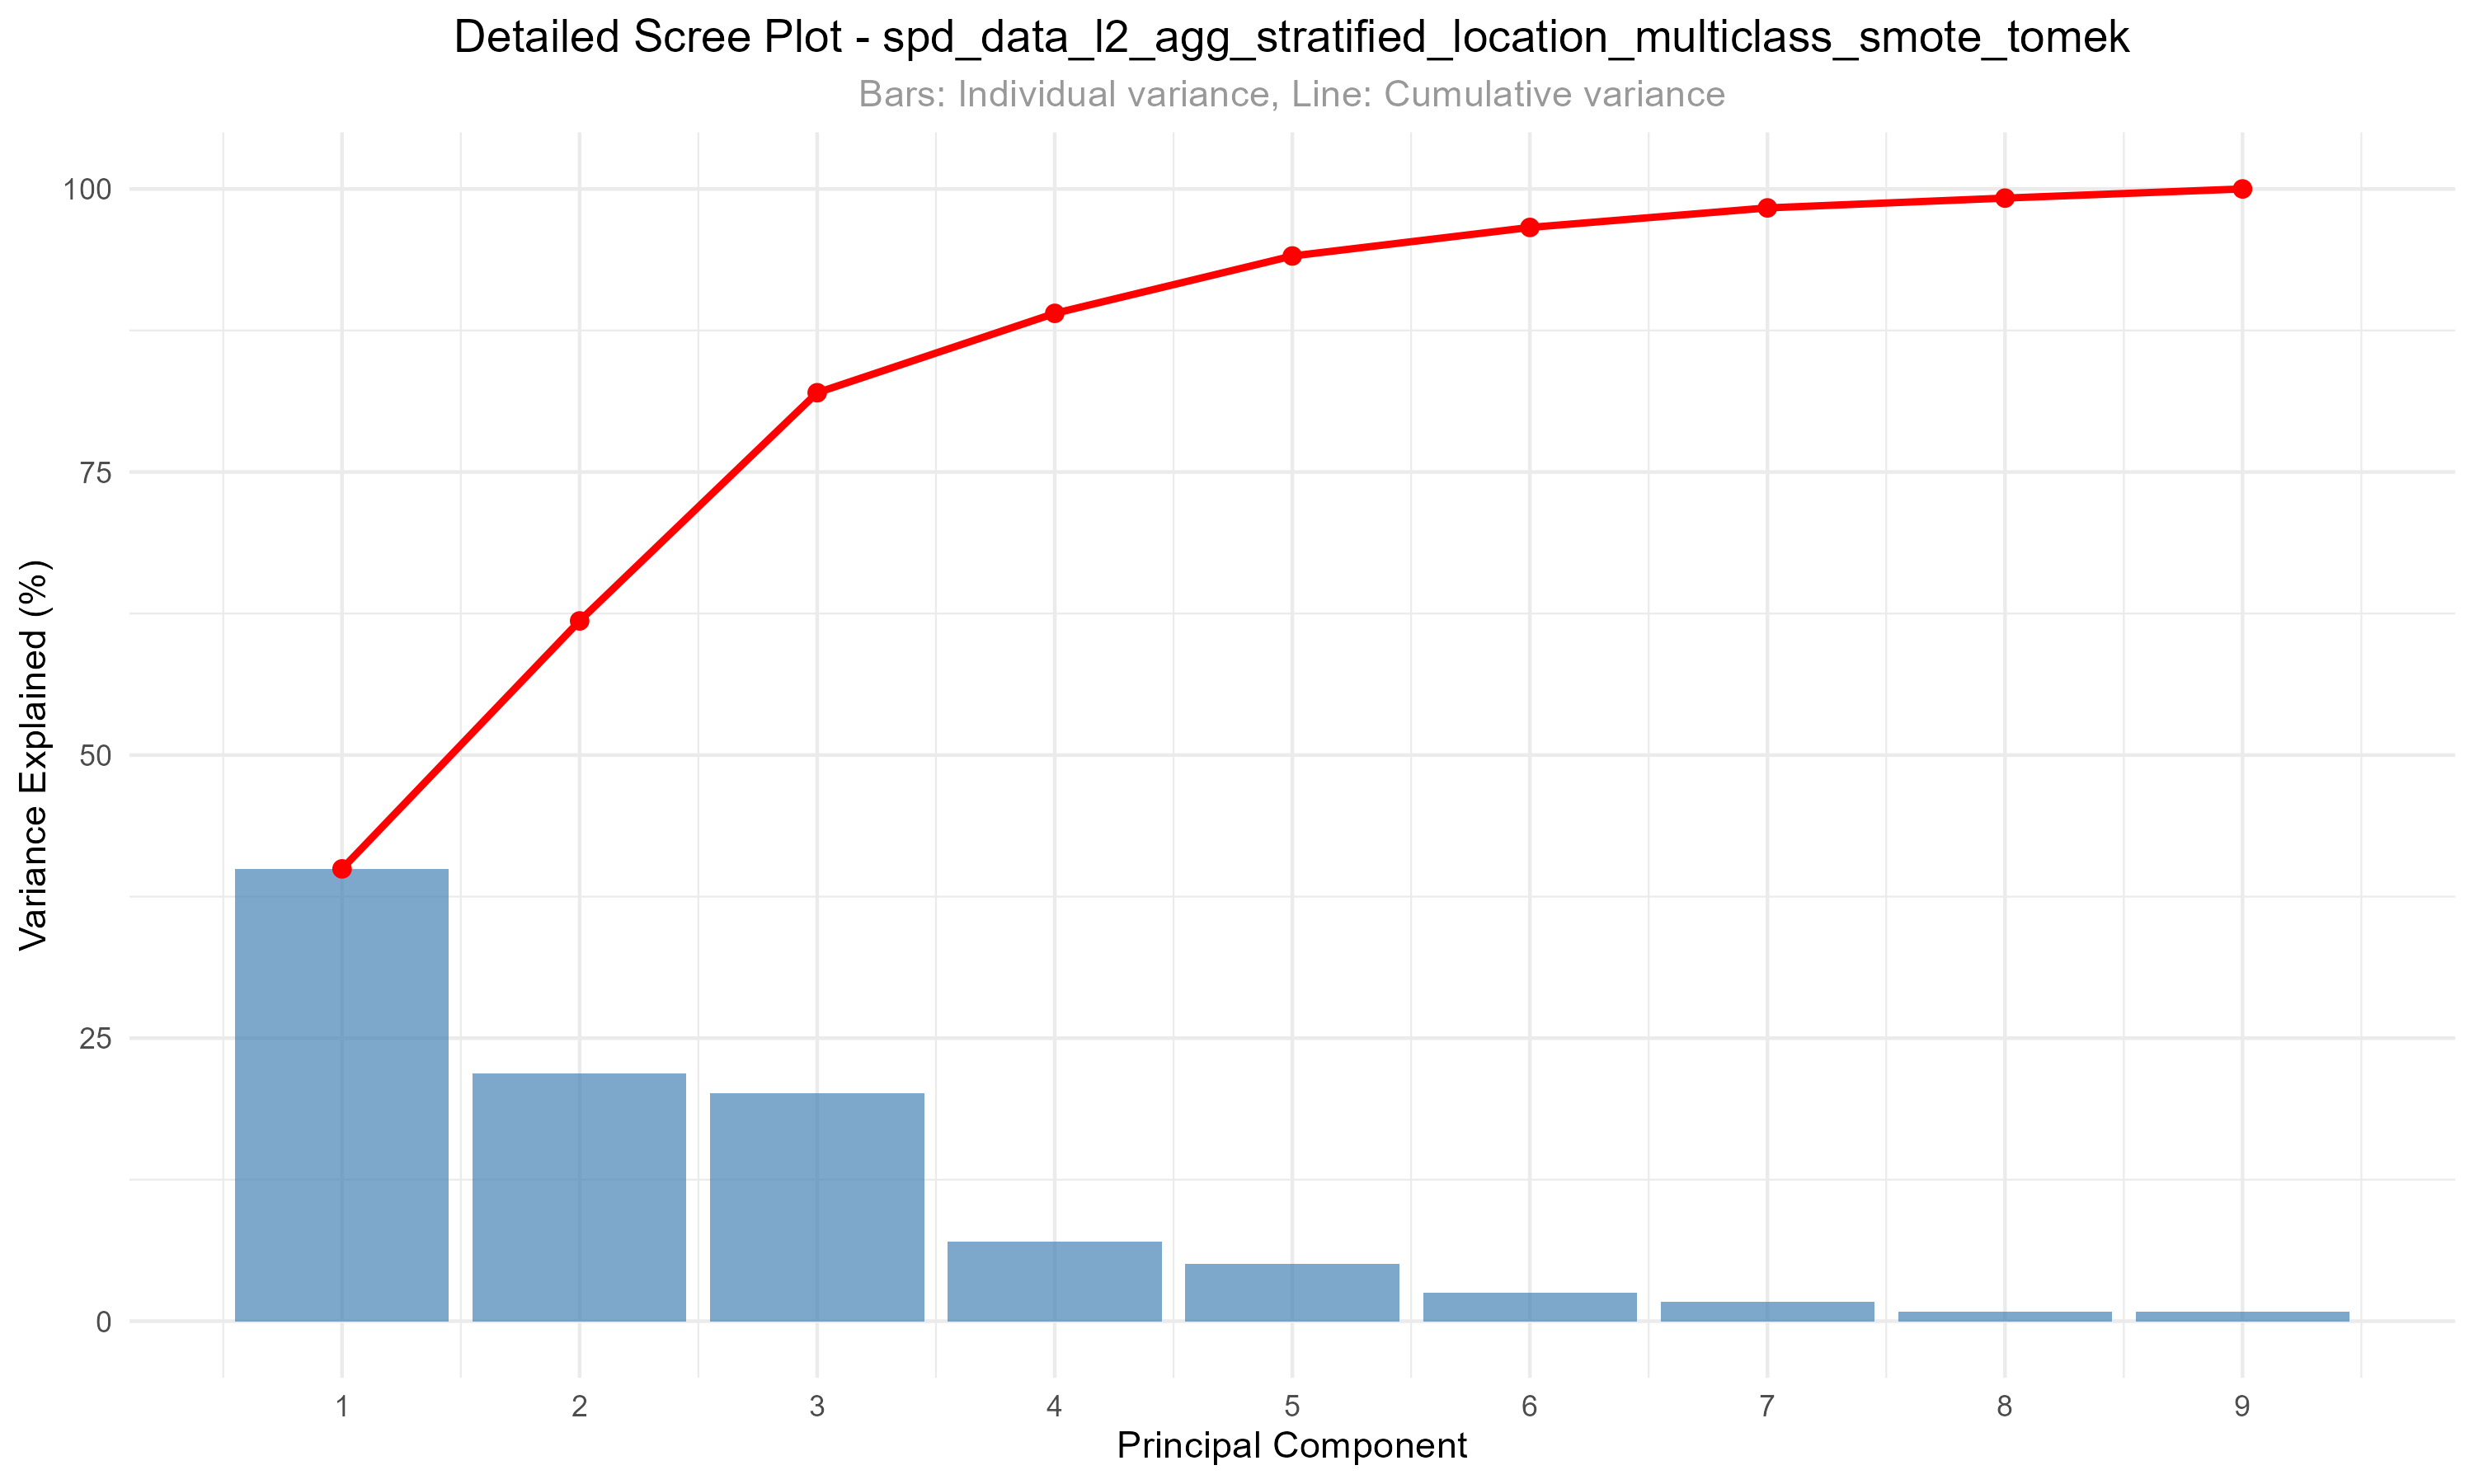 Detailed Scree Plot - spd_data_l2_agg_stratified_location_multiclass_smote_tomek
Bars: Individual variance, Line: Cumulative variance
Variance Explained (%)
100
75
50
25
0
1 2 3 4 5 6 7 8 9
Principal Component